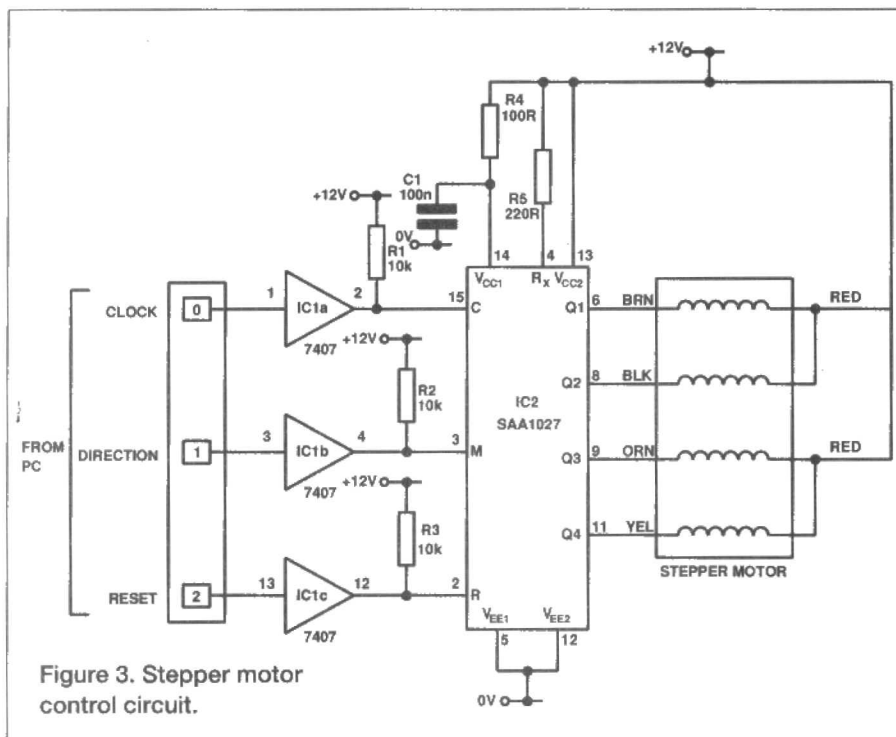 +12V
R4
100R
C1
100n
+12V
R5
220R
0V
R1
10k
14
4
13
VCC1
RX
VCC2
CLOCK
0
1
IC1a
2
7407
15
C
Q1
6
BRN
RED
+12V
R2
10k
Q2
8
BLK
IC2
SAA1027
FROM
PC
DIRECTION
1
3
IC1b
4
7407
3
M
Q3
9
ORN
RED
+12V
R3
10k
Q4
11
YEL
STEPPER MOTOR
RESET
2
13
IC1c
12
7407
2
R
VEE1
VEE2
5
12
0V
Figure 3. Stepper motor
control circuit.